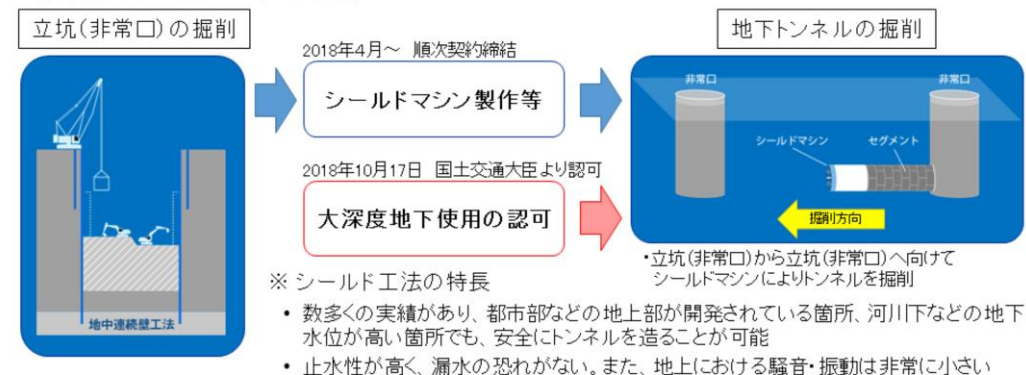 立坑(非常口)の掘削
地中連続壁工法
2018年4月～ 順次契約締結
シールドマシン製作等
2018年10月17日 国土交通大臣より認可
大深度地下使用の認可
地下トンネルの掘削
非常口
非常口
シールドマシン
セグメント
掘削方向
・立坑(非常口)から立坑(非常口)へ向けて
シールドマシンによりトンネルを掘削
※ シールド工法の特長
• 数多くの実績があり、都市部などの地上部が開発されている箇所、河川下などの地下
水位が高い箇所でも、安全にトンネルを造ることが可能
• 止水性が高く、漏水の恐れがない。また、地上における騒音・振動は非常に小さい